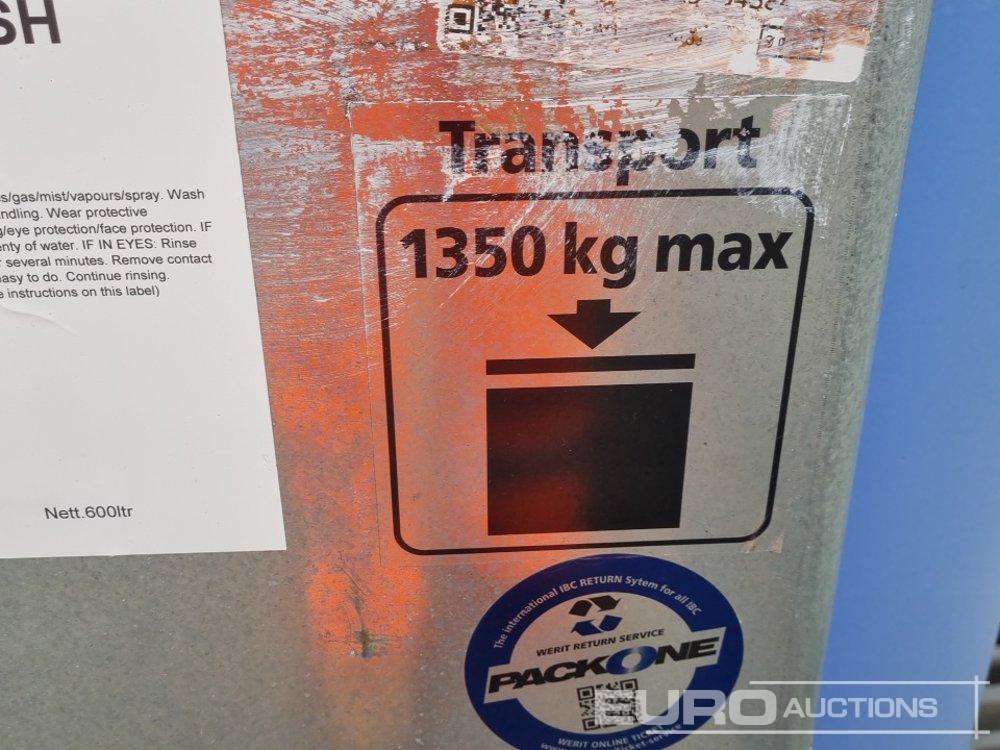 SH
s/gas/mist/vapours/spray. Wash
ndling. Wear protective
g/eye protection/face protection. IF
enty of water. IF IN EYES: Rinse
r several minutes. Remove contact
easy to do. Continue rinsing.
e instructions on this label)
Nett.600ltr
Transport
1350 kg max
The international IBC RETURN Sytem for all IBC
WERIT RETURN SERVICE
PACKONE
WERIT ONLINE TICKET
EURO AUCTIONS